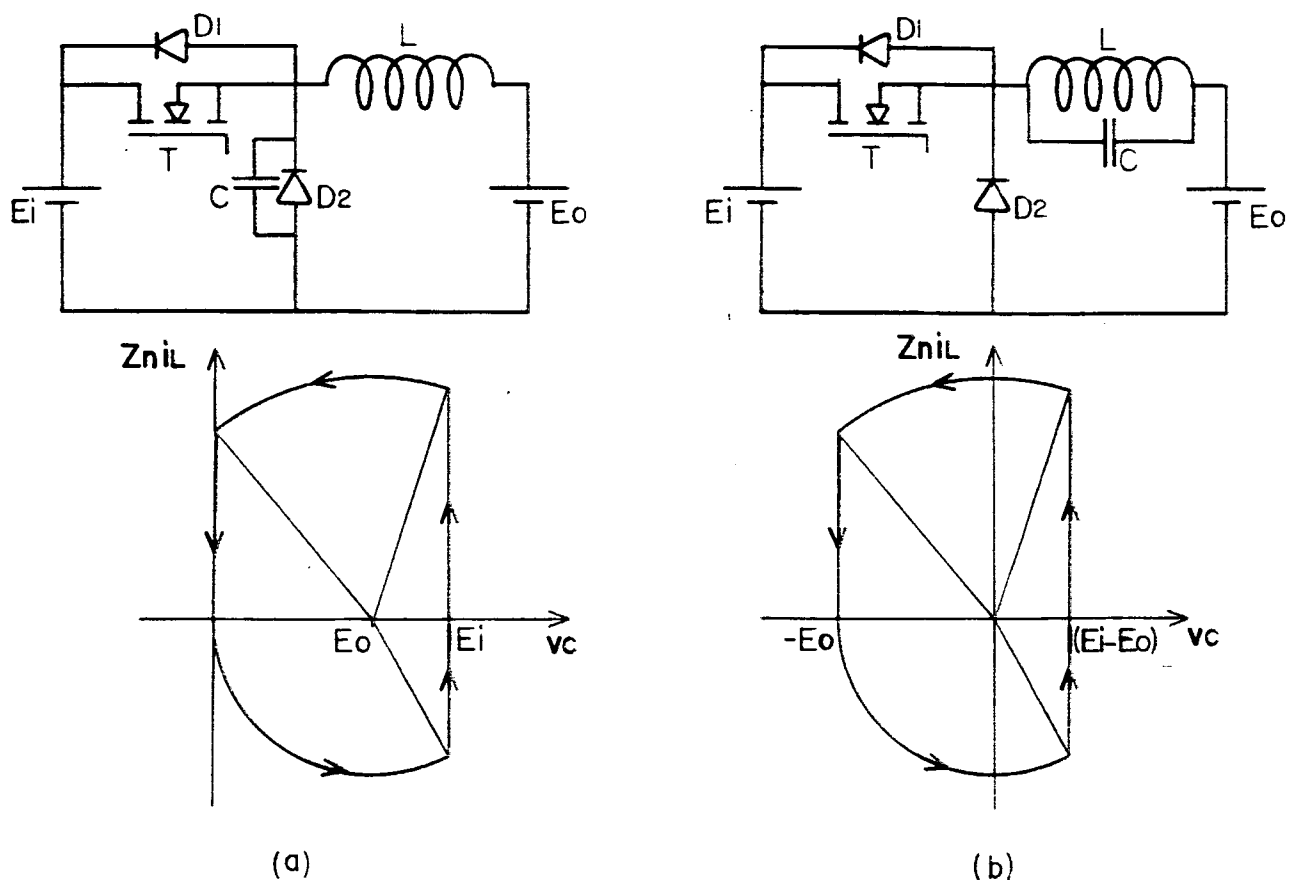 D1
L
T
C
D2
Ei
Eo
ZniL
Eo
Ei
vc
(a)
D1
L
T
C
D2
Ei
Eo
ZniL
-Eo
(Ei-Eo)
vc
(b)